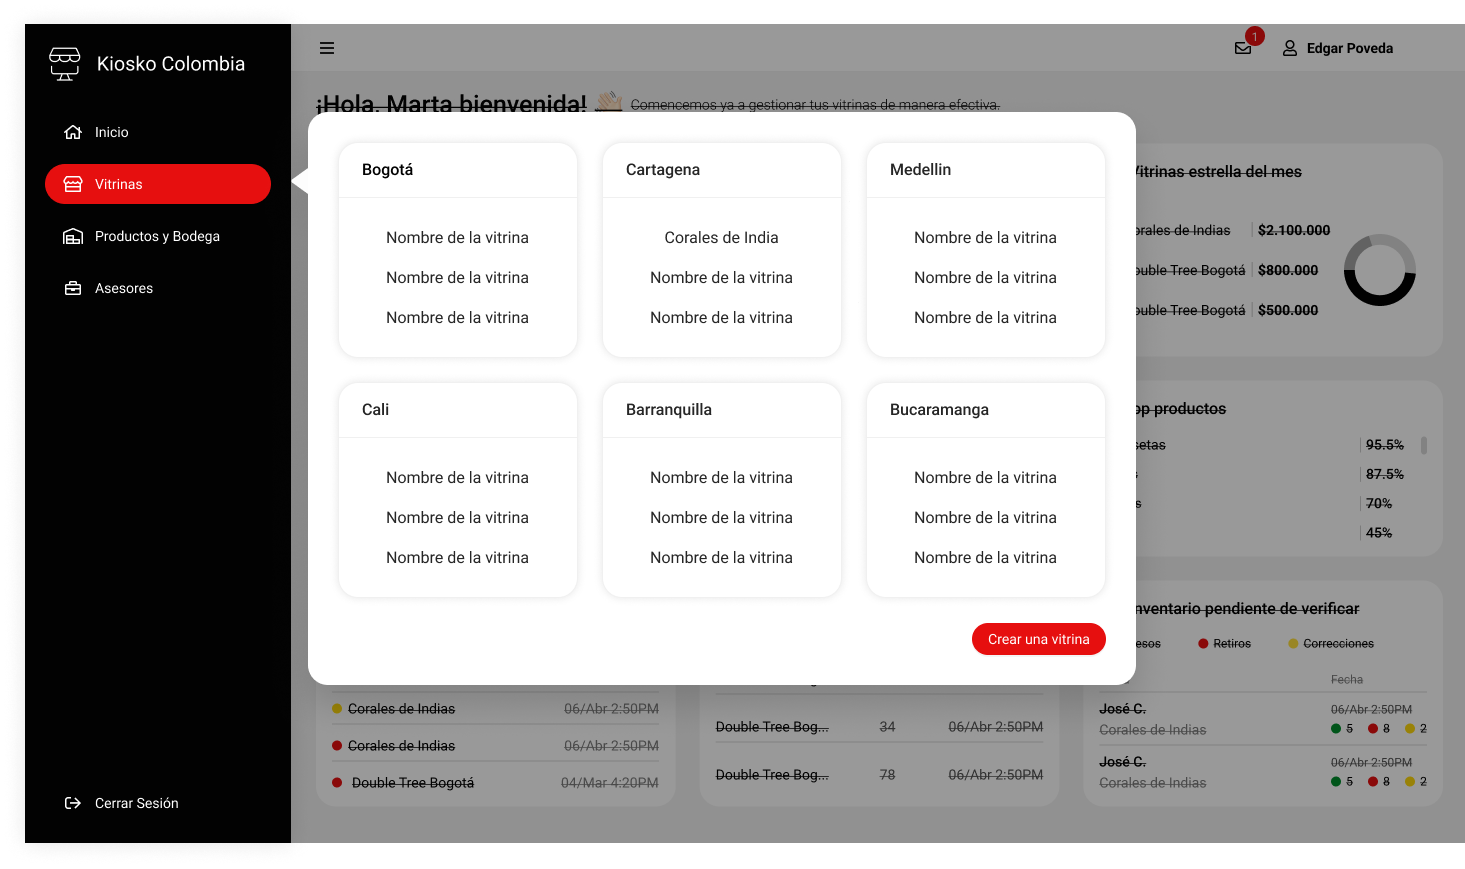 Kiosko Colombia
Inicio
Vitrinas
Productos y Bodega
Asesores
Cerrar Sesión
1
Edgar Poveda
¡Hola, Marta bienvenida! Comencemos ya a gestionar tus vitrinas de manera efectiva.
Bogotá
Nombre de la vitrina
Nombre de la vitrina
Nombre de la vitrina
Cartagena
Corales de India
Nombre de la vitrina
Nombre de la vitrina
Medellin
Nombre de la vitrina
Nombre de la vitrina
Nombre de la vitrina
Cali
Nombre de la vitrina
Nombre de la vitrina
Nombre de la vitrina
Barranquilla
Nombre de la vitrina
Nombre de la vitrina
Nombre de la vitrina
Bucaramanga
Nombre de la vitrina
Nombre de la vitrina
Nombre de la vitrina
Crear una vitrina
Vitrinas estrella del mes
orales de Indias $2.100.000
ouble Tree Bogotá $800.000
ouble Tree Bogotá $500.000
op productos
setas 95.5%
87.5%
70%
45%
nventario pendiente de verificar
esos Retiros Correcciones
Fecha
José C. 06/Abr 2:50PM
Corales de Indias 5 8 2
José C. 06/Abr 2:50PM
Corales de Indias 5 8 2
Corales de Indias 06/Abr 2:50PM
Corales de Indias 06/Abr 2:50PM
Double Tree Bogotá 04/Mar 4:20PM
Double Tree Bog... 34 06/Abr 2:50PM
Double Tree Bog... 78 06/Abr 2:50PM